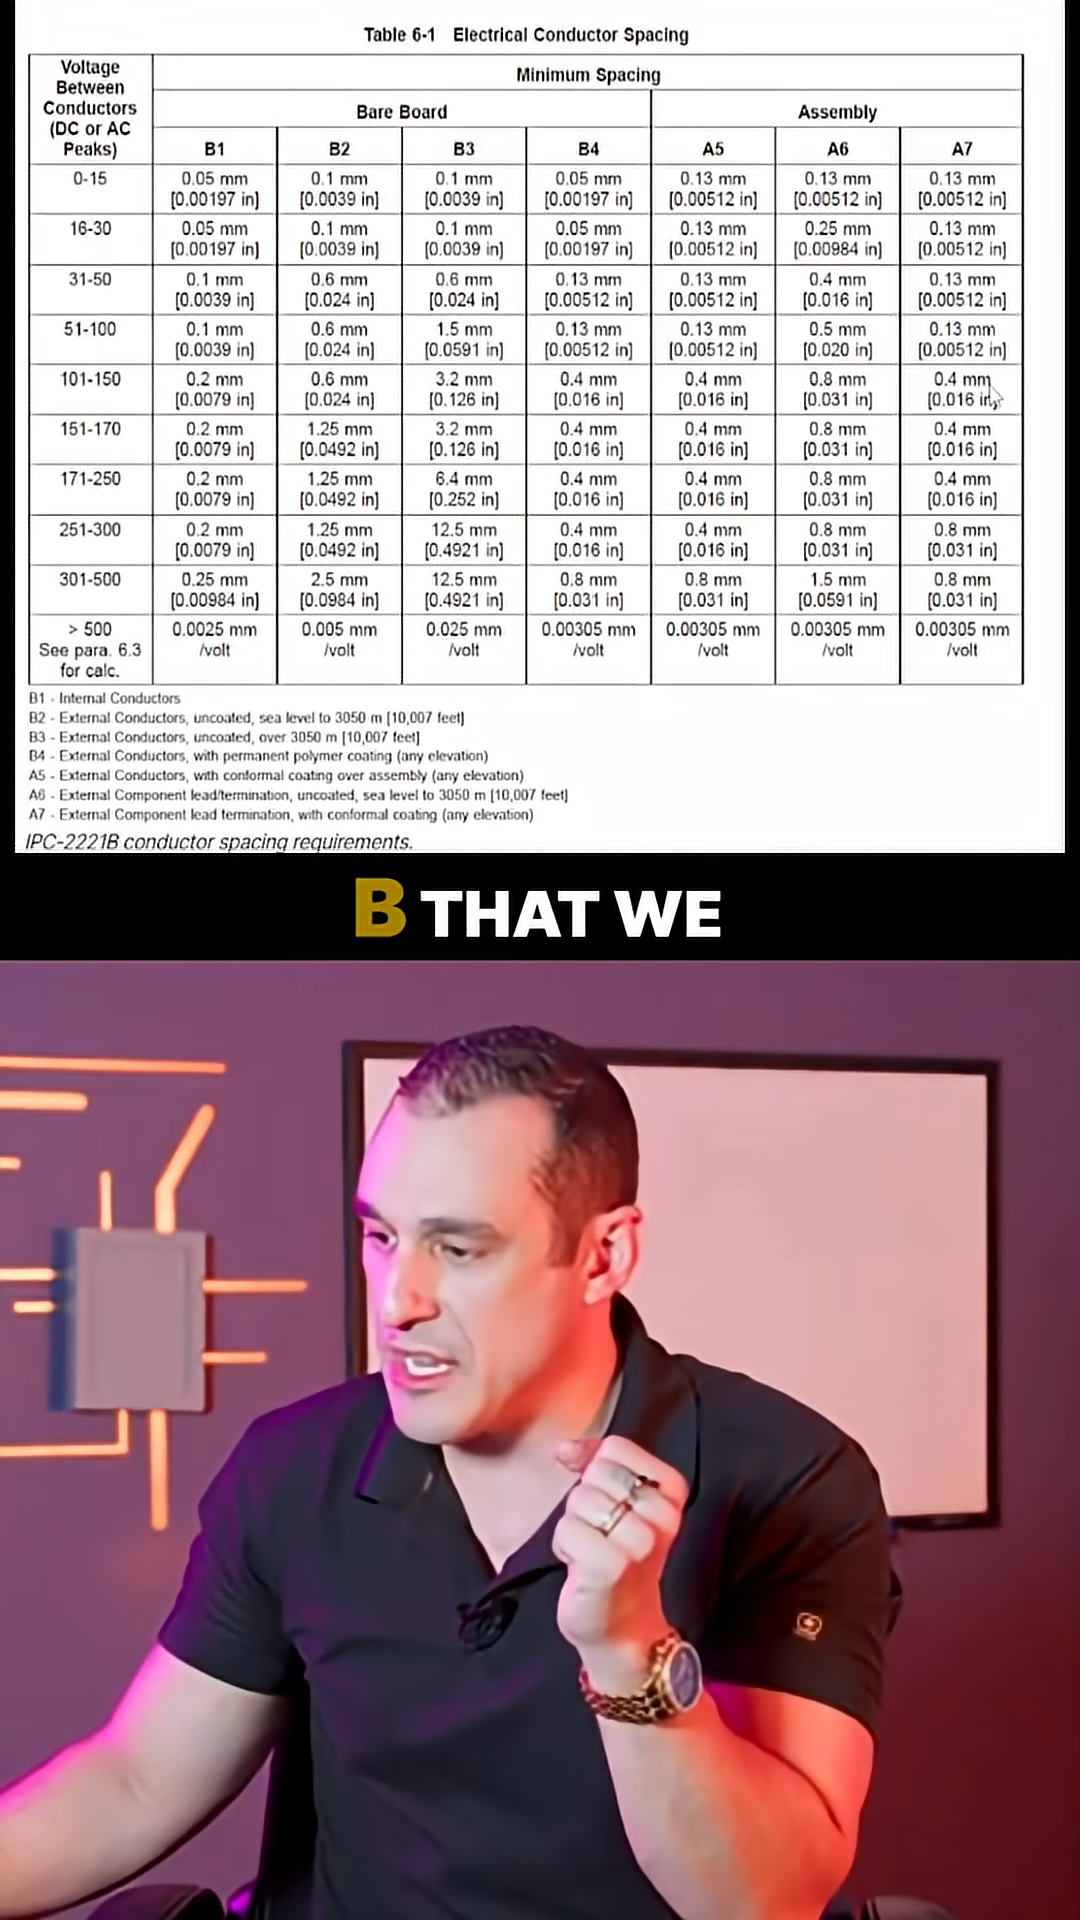 Table 6-1 Electrical Conductor Spacing
Voltage Between Conductors (DC or AC Peaks) Minimum Spacing
Bare Board Assembly
B1 B2 B3 B4 A5 A6 A7
0-15 0.05 mm 0.1 mm 0.1 mm 0.05 mm 0.13 mm 0.13 mm 0.13 mm
[0.00197 in] [0.0039 in] [0.0039 in] [0.00197 in] [0.00512 in] [0.00512 in] [0.00512 in]
16-30 0.05 mm 0.1 mm 0.1 mm 0.05 mm 0.13 mm 0.25 mm 0.13 mm
[0.00197 in] [0.0039 in] [0.0039 in] [0.00197 in] [0.00512 in] [0.00984 in] [0.00512 in]
31-50 0.1 mm 0.6 mm 0.6 mm 0.13 mm 0.13 mm 0.4 mm 0.13 mm
[0.0039 in] [0.024 in] [0.024 in] [0.00512 in] [0.00512 in] [0.016 in] [0.00512 in]
51-100 0.1 mm 0.6 mm 1.5 mm 0.13 mm 0.13 mm 0.5 mm 0.13 mm
[0.0039 in] [0.024 in] [0.0591 in] [0.00512 in] [0.00512 in] [0.020 in] [0.00512 in]
101-150 0.2 mm 0.6 mm 3.2 mm 0.4 mm 0.4 mm 0.8 mm 0.4 mm
[0.0079 in] [0.024 in] [0.126 in] [0.016 in] [0.016 in] [0.031 in] [0.016 in]
151-170 0.2 mm 1.25 mm 3.2 mm 0.4 mm 0.4 mm 0.8 mm 0.4 mm
[0.0079 in] [0.0492 in] [0.126 in] [0.016 in] [0.016 in] [0.031 in] [0.016 in]
171-250 0.2 mm 1.25 mm 6.4 mm 0.4 mm 0.4 mm 0.8 mm 0.4 mm
[0.0079 in] [0.0492 in] [0.252 in] [0.016 in] [0.016 in] [0.031 in] [0.016 in]
251-300 0.2 mm 1.25 mm 12.5 mm 0.4 mm 0.4 mm 0.8 mm 0.8 mm
[0.0079 in] [0.0492 in] [0.4921 in] [0.016 in] [0.016 in] [0.031 in] [0.031 in]
301-500 0.25 mm 2.5 mm 12.5 mm 0.8 mm 0.8 mm 1.5 mm 0.8 mm
[0.00984 in] [0.0984 in] [0.4921 in] [0.031 in] [0.031 in] [0.0591 in] [0.031 in]
> 500 0.0025 mm 0.005 mm 0.025 mm 0.00305 mm 0.00305 mm 0.00305 mm 0.00305 mm
See para. 6.3 /volt /volt /volt /volt /volt /volt /volt
for calc.
B1 - Internal Conductors
B2 - External Conductors, uncoated, sea level to 3050 m [10,007 feet]
B3 - External Conductors, uncoated, over 3050 m [10,007 feet]
B4 - External Conductors, with permanent polymer coating (any elevation)
A5 - External Conductors, with conformal coating over assembly (any elevation)
A6 - External Component lead/termination, uncoated, sea level to 3050 m [10,007 feet]
A7 - External Component lead termination, with conformal coating (any elevation)
IPC-2221B conductor spacing requirements.
B THAT WE